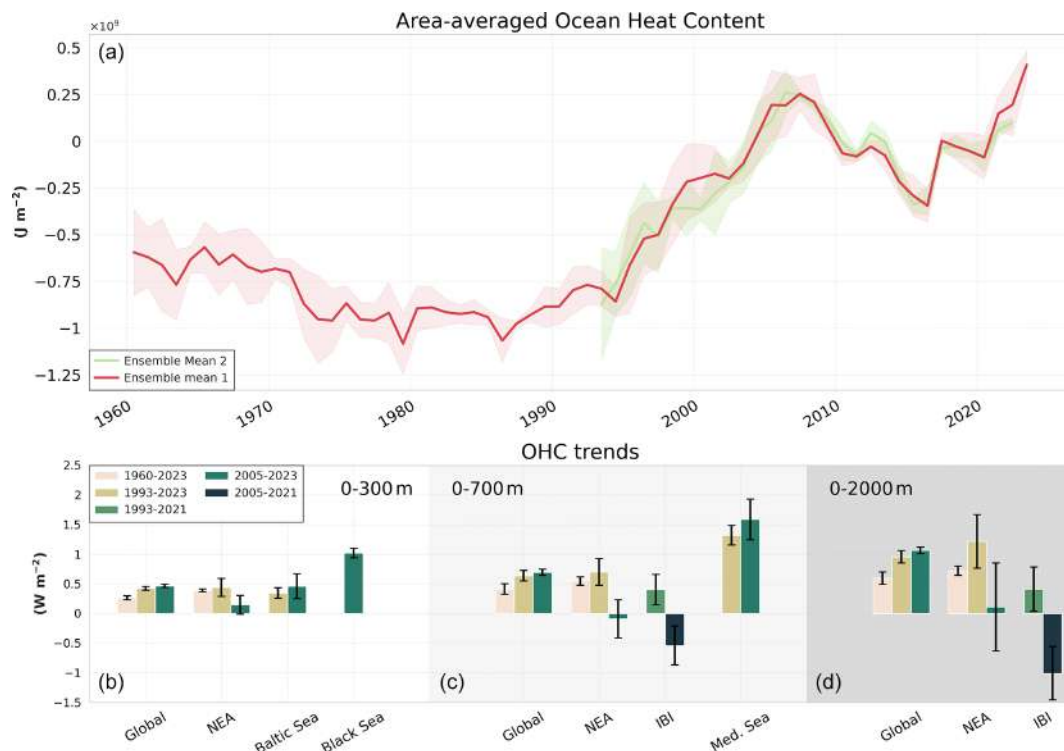 Area-averaged Ocean Heat Content
×10⁹
(a)
(J m⁻²)
0.5
0.25
0
−0.25
−0.5
−0.75
−1
−1.25
Ensemble Mean 2
Ensemble mean 1
1960
1970
1980
1990
2000
2010
2020
OHC trends
(W m⁻²)
2.5
2
1.5
1
0.5
0
−0.5
−1
−1.5
1960-2023
1993-2023
1993-2021
2005-2023
2005-2021
0-300 m
0-700 m
0-2000 m
(b)
(c)
(d)
Global
NEA
Baltic Sea
Black Sea
Global
NEA
IBI
Med. Sea
Global
NEA
IBI